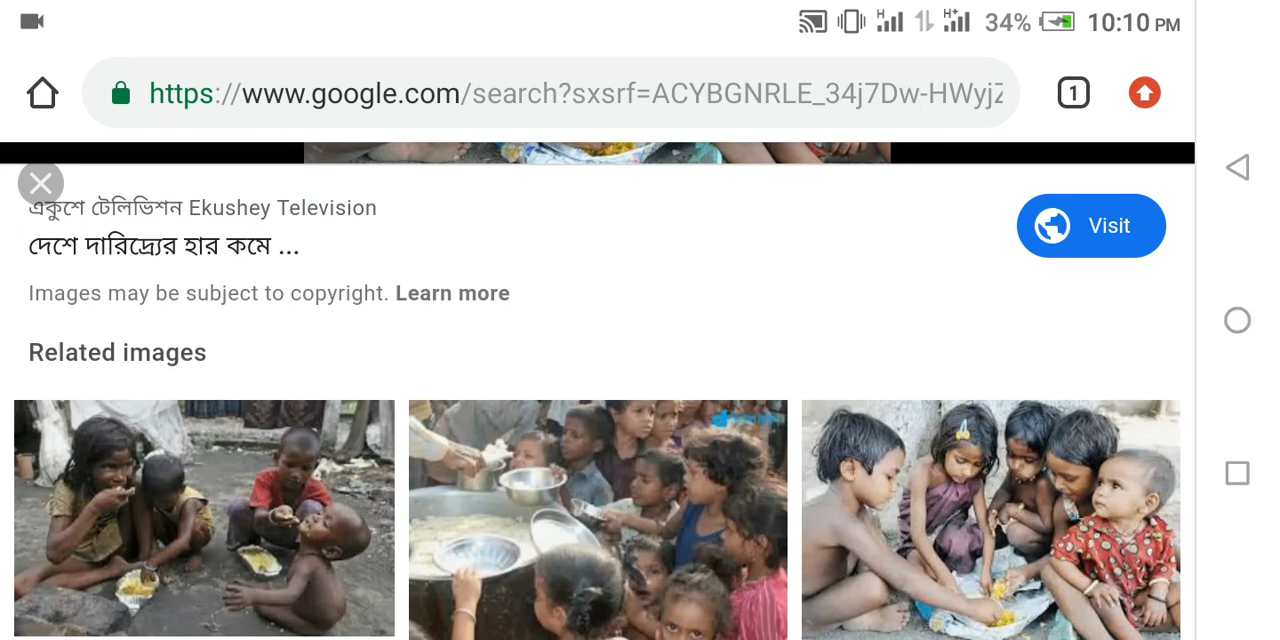 H H+ 34% 10:10 PM
https://www.google.com/search?sxsrf=ACYBGNRLE_34j7Dw-HWyjZ
1
একুশে টেলিভিশন Ekushey Television
Visit
দেশে দারিদ্র্যের হার কমে ...
Images may be subject to copyright. Learn more
Related images